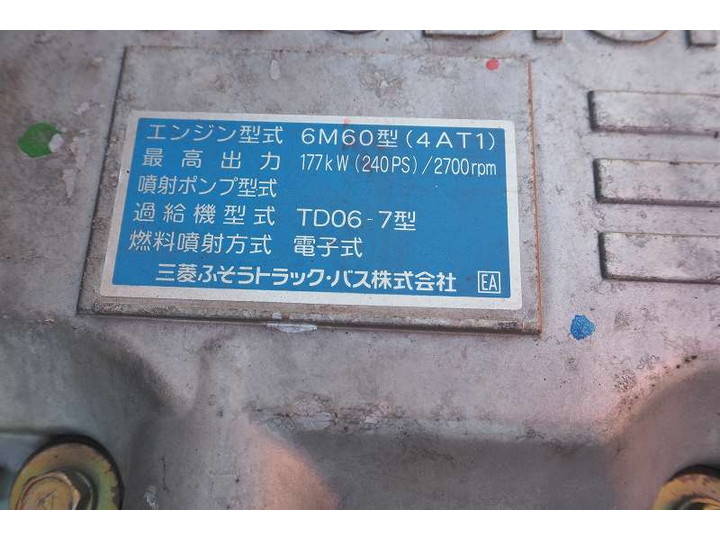 エンジン型式 6M60型(4AT1)
最高出力 177kW(240PS)/2700rpm
噴射ポンプ型式
過給機型式 TD06-7型
燃料噴射方式 電子式
三菱ふそうトラック・バス株式会社 EA